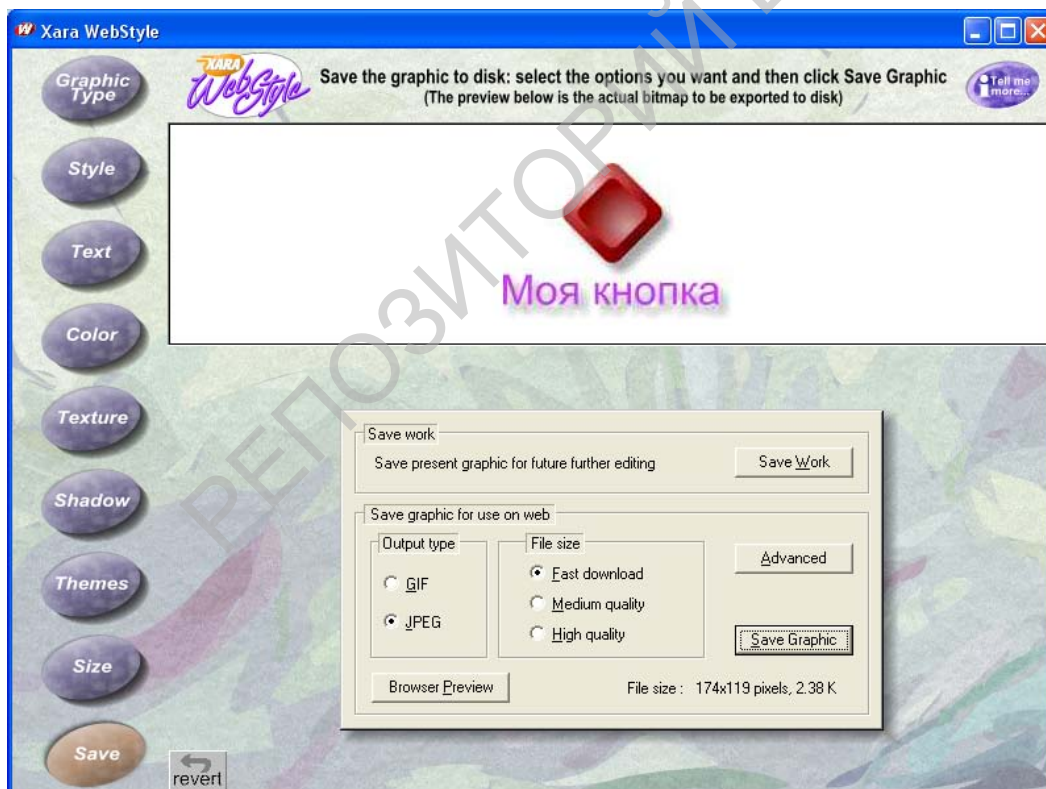 Xara WebStyle
Graphic
Type
XARA
WebStyle
Save the graphic to disk: select the options you want and then click Save Graphic
(The preview below is the actual bitmap to be exported to disk)
Tell me
more...
Style
Text
Color
Texture
Shadow
Themes
Size
Save
revert
Моя кнопка
Save work
Save present graphic for future further editing
Save Work
Save graphic for use on web
Output type
GIF
JPEG
File size
Fast download
Medium quality
High quality
Advanced
Save Graphic
Browser Preview
File size : 174x119 pixels, 2.38 K
РЕПОЗИТОРИЙ